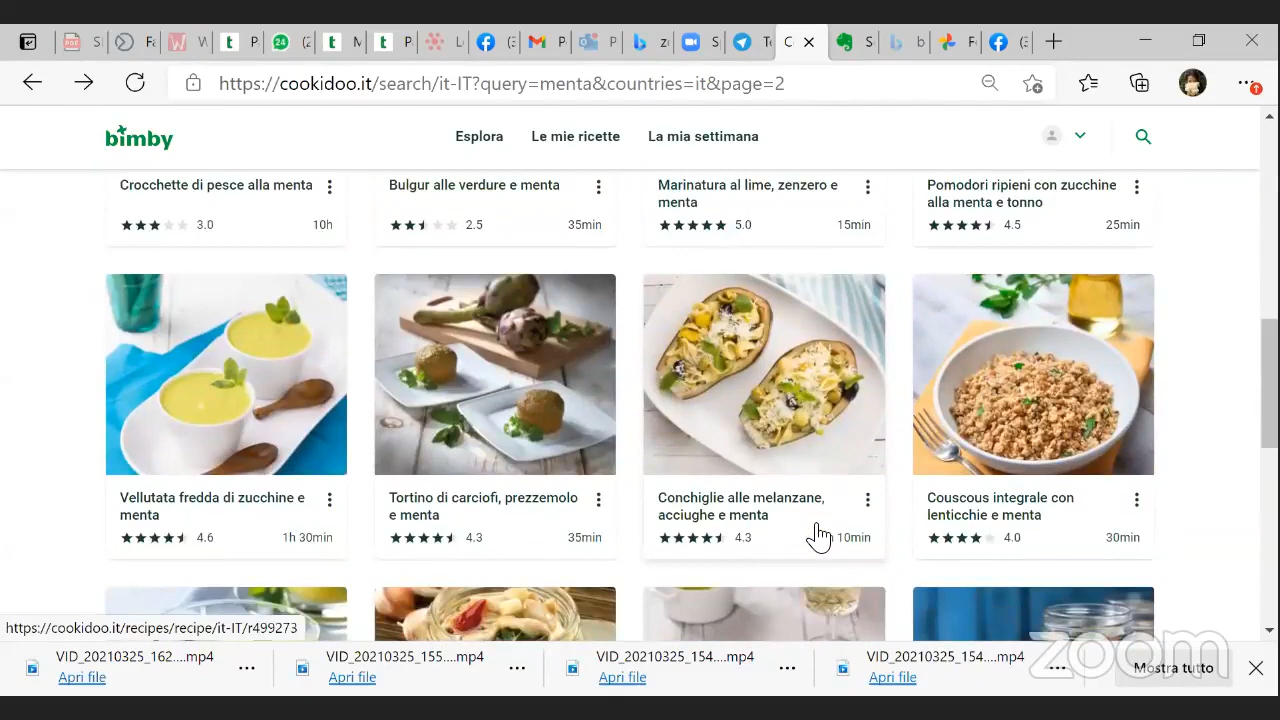 https://cookidoo.it/search/it-IT?query=menta&countries=it&page=2
bimby
Esplora
Le mie ricette
La mia settimana
Crocchette di pesce alla menta
3.0
10h
Bulgur alle verdure e menta
2.5
35min
Marinatura al lime, zenzero e
menta
5.0
15min
Pomodori ripieni con zucchine
alla menta e tonno
4.5
25min
Vellutata fredda di zucchine e
menta
4.6
1h 30min
Tortino di carciofi, prezzemolo
e menta
4.3
35min
Conchiglie alle melanzane,
acciughe e menta
4.3
10min
Couscous integrale con
lenticchie e menta
4.0
30min
https://cookidoo.it/recipes/recipe/it-IT/r499273
VID_20210325_162....mp4
Apri file
VID_20210325_155....mp4
Apri file
VID_20210325_154....mp4
Apri file
VID_20210325_154....mp4
Apri file
Mostra tutto
zoom